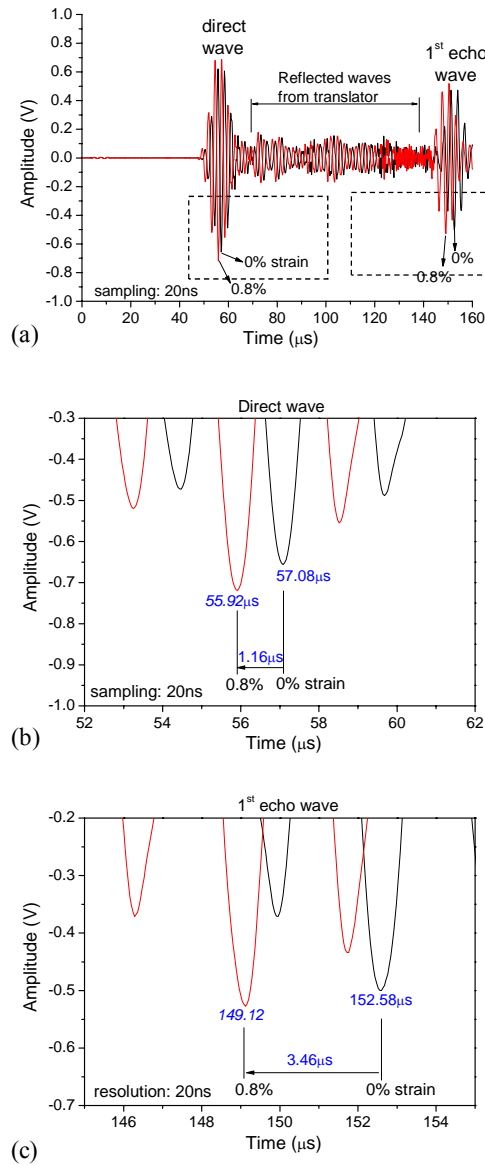 direct
wave
1st echo
wave
Reflected waves
from translator
0% strain
0.8%
0%
0.8%
sampling: 20ns
1.0
0.8
0.6
0.4
0.2
0.0
-0.2
-0.4
-0.6
-0.8
-1.0
Amplitude (V)
0 20 40 60 80 100 120 140 160
Time (μs)
(a)
Direct wave
-0.3
-0.4
-0.5
-0.6
-0.7
-0.8
-0.9
-1.0
Amplitude (V)
57.08μs
55.92μs
1.16μs
0.8% 0% strain
sampling: 20ns
52 54 56 58 60 62
Time (μs)
(b)
1st echo wave
-0.2
-0.3
-0.4
-0.5
-0.6
-0.7
Amplitude (V)
152.58μs
149.12
3.46μs
resolution: 20ns 0.8% 0% strain
146 148 150 152 154
Time (μs)
(c)